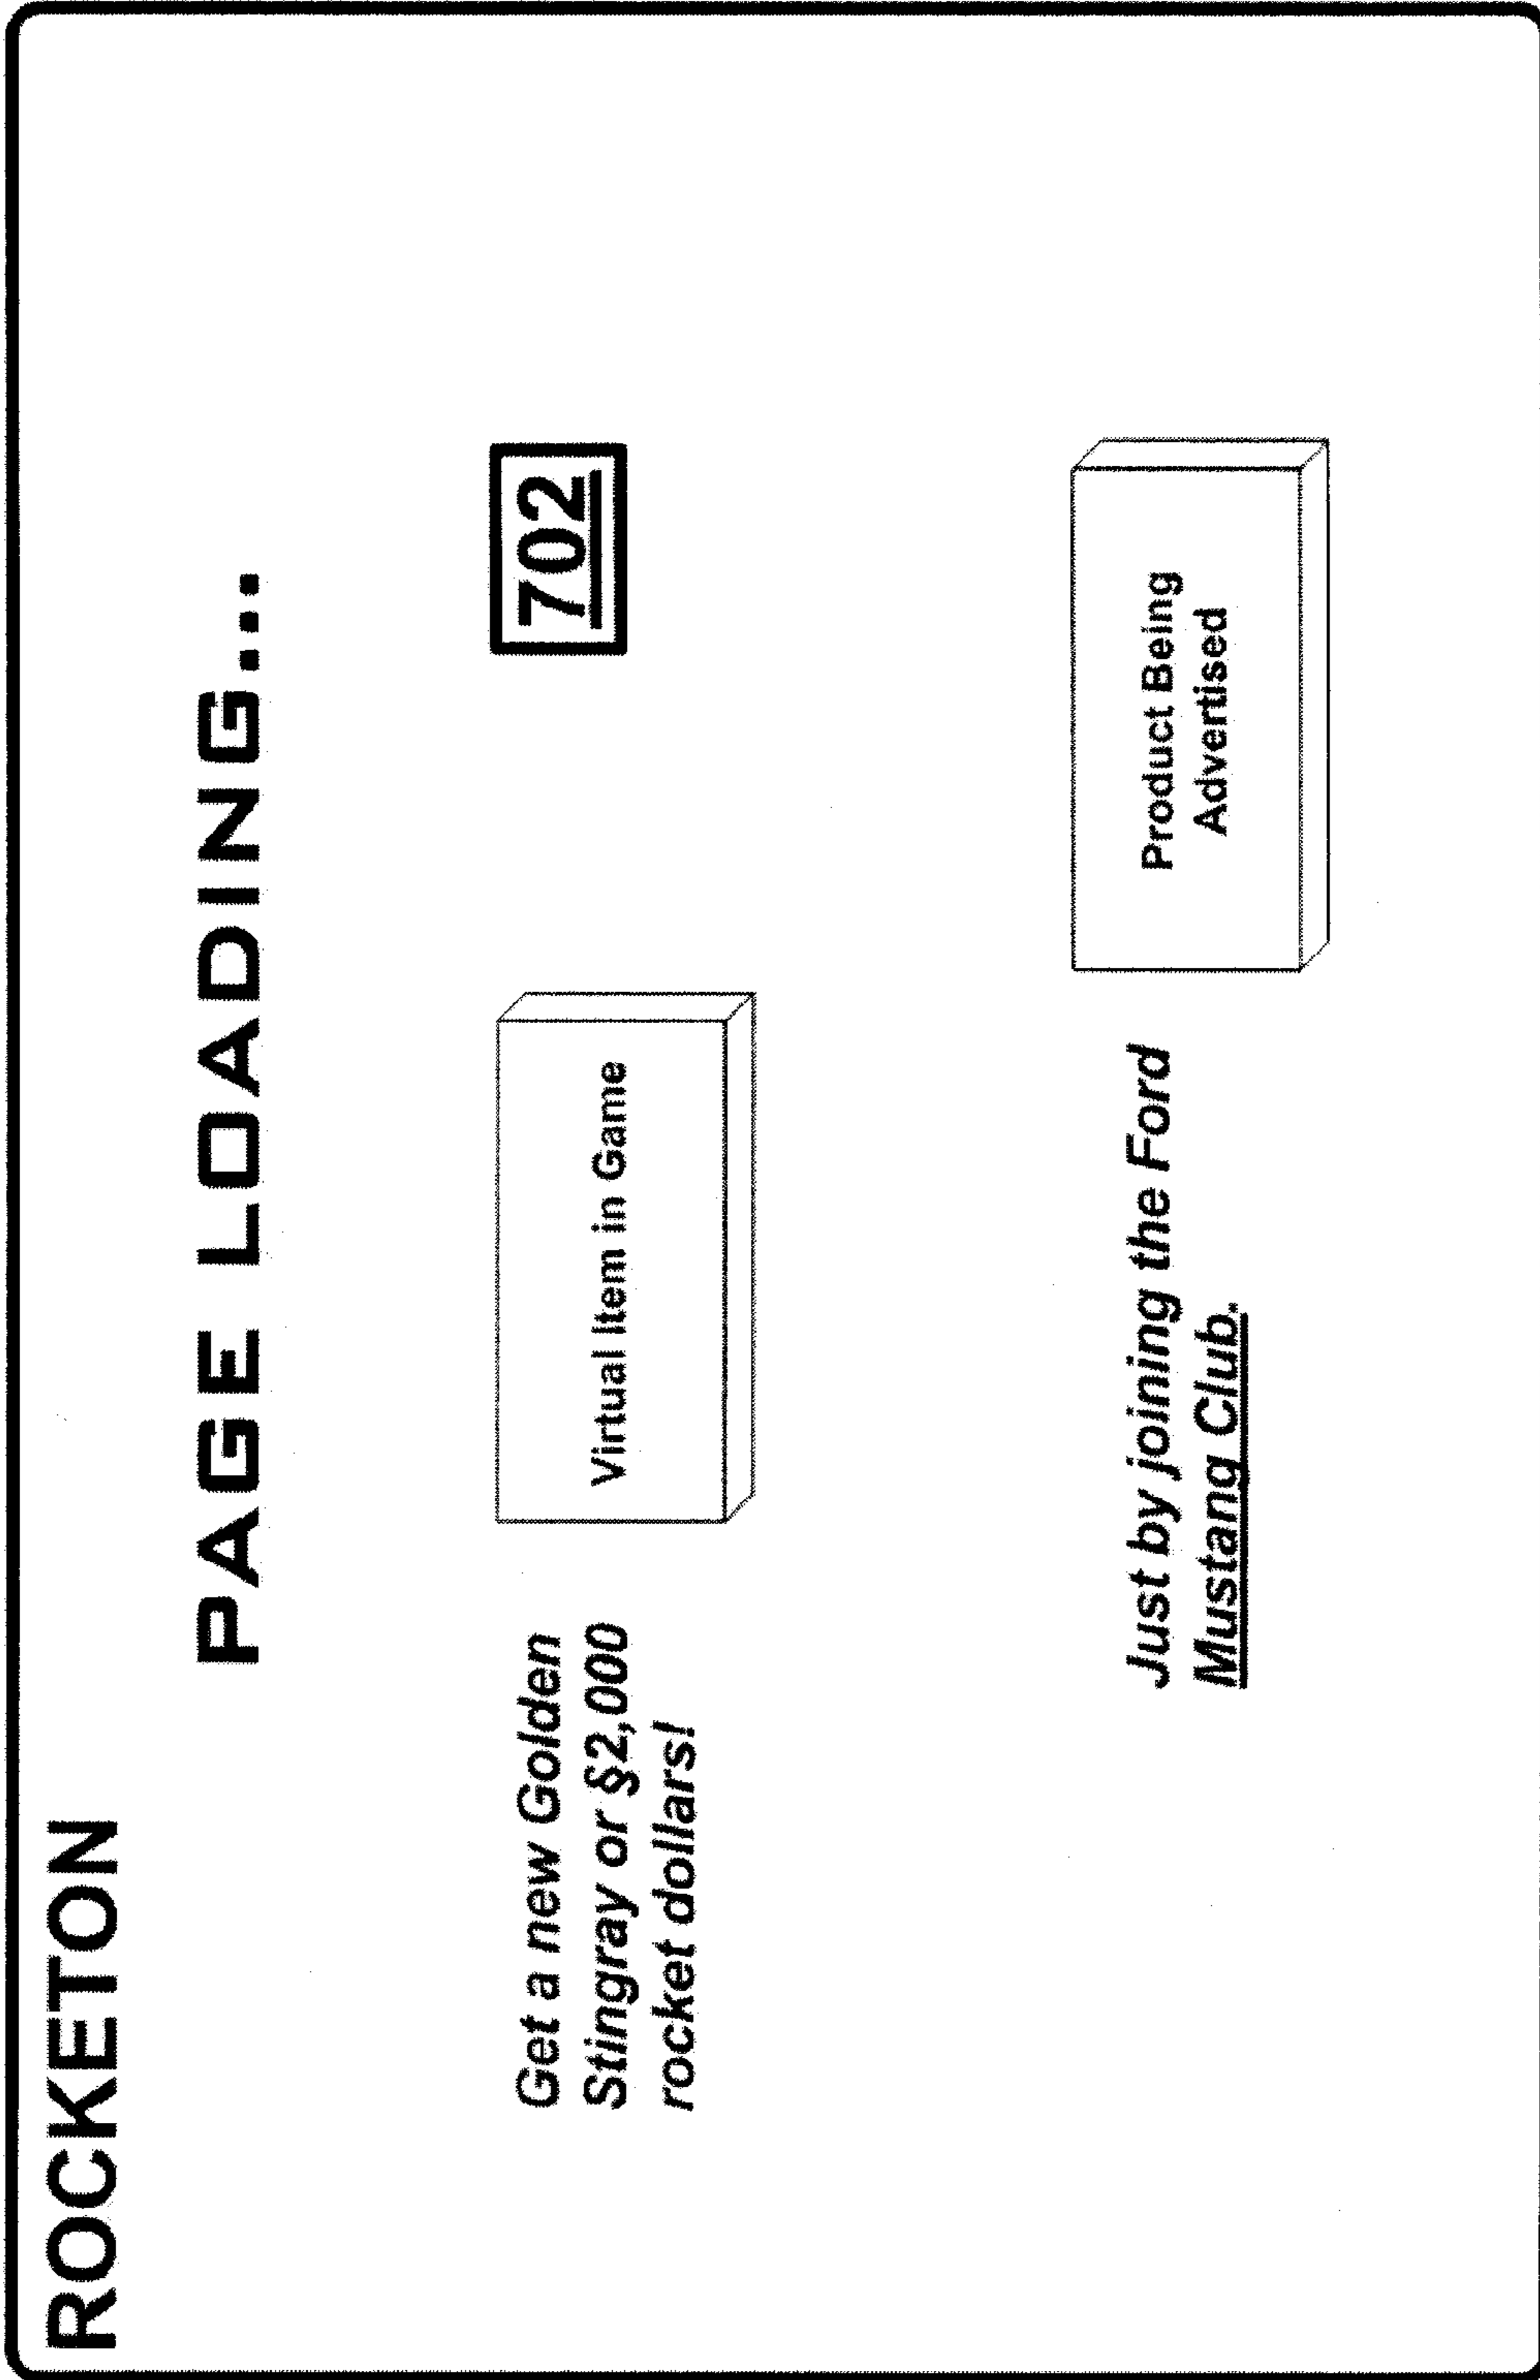 ROCKETON
PAGE LOADING...
Get a new Golden
Stingray or §2,000
rocket dollars!
Virtual Item in Game
702
Just by joining the Ford
Mustang Club.
Product Being
Advertised